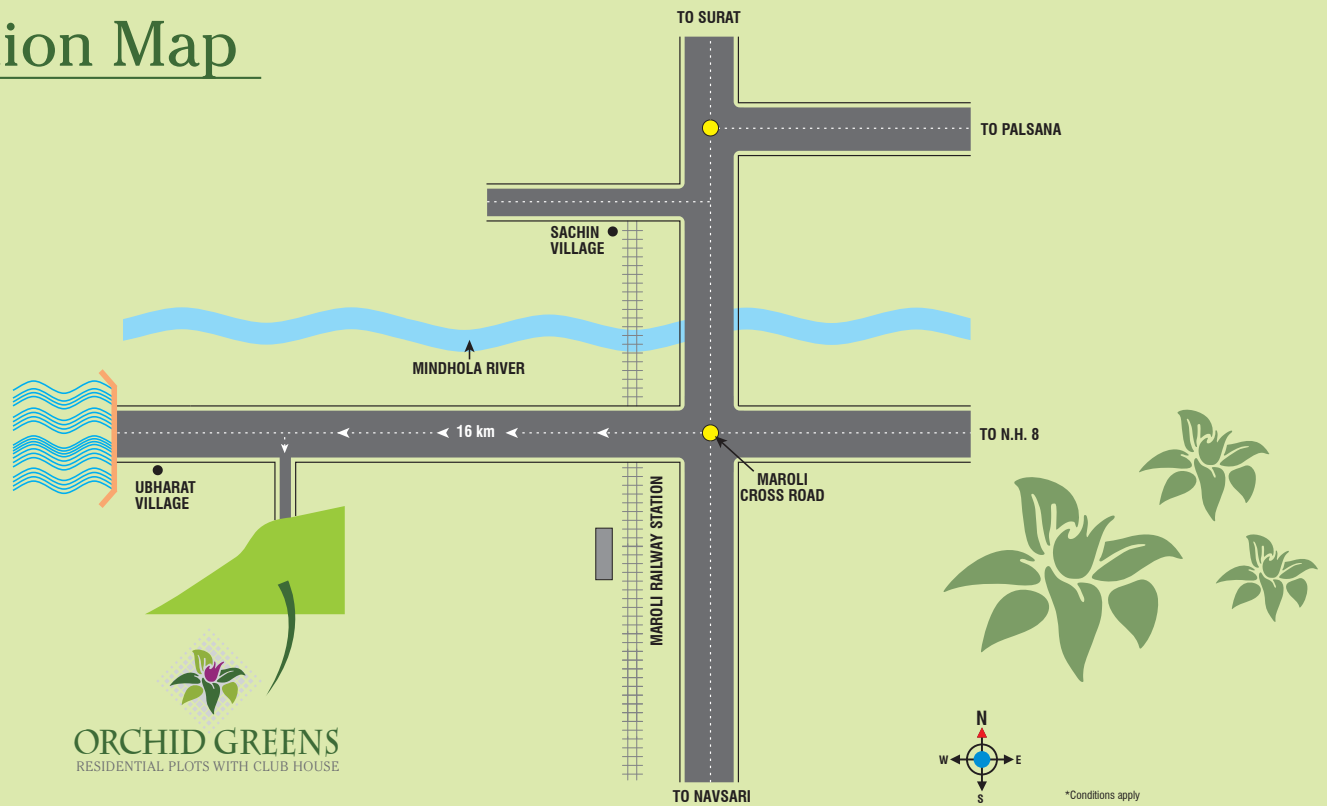 ion Map
TO SURAT
TO PALSANA
SACHIN
VILLAGE
MINDHOLA RIVER
16 km
TO N.H. 8
UBHARAT
VILLAGE
MAROLI
CROSS ROAD
MAROLI RAILWAY STATION
ORCHID GREENS
RESIDENTIAL PLOTS WITH CLUB HOUSE
N
W
E
S
TO NAVSARI
*Conditions apply